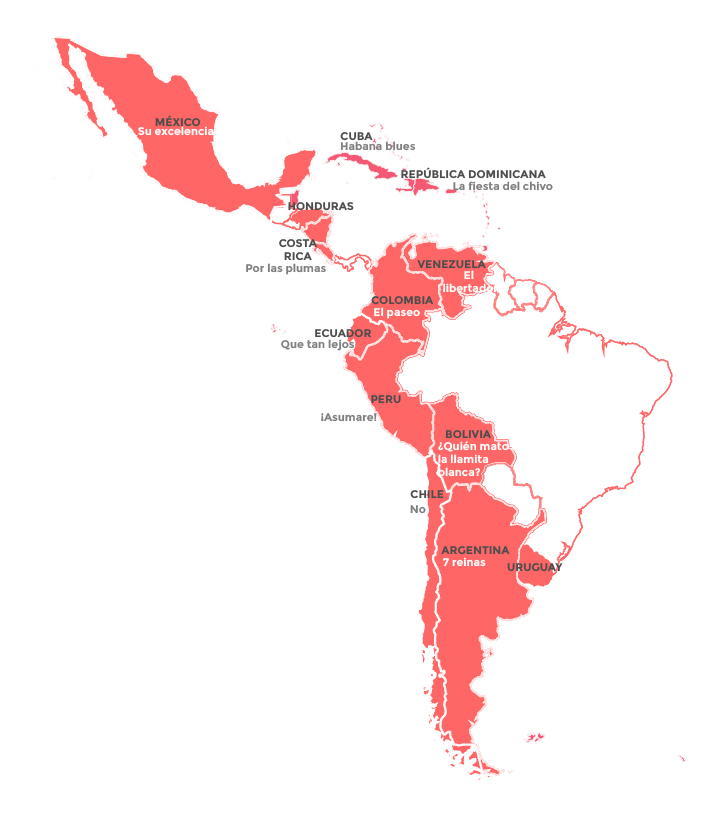 MÉXICO
Su excelencia
CUBA
Habana blues
REPÚBLICA DOMINICANA
La fiesta del chivo
HONDURAS
COSTA
RICA
Por las plumas
VENEZUELA
El
libertador
COLOMBIA
El paseo
ECUADOR
Que tan lejos
PERU
¡Asumare!
BOLIVIA
¿Quién mató
la llamita
blanca?
CHILE
No
ARGENTINA
7 reinas
URUGUAY